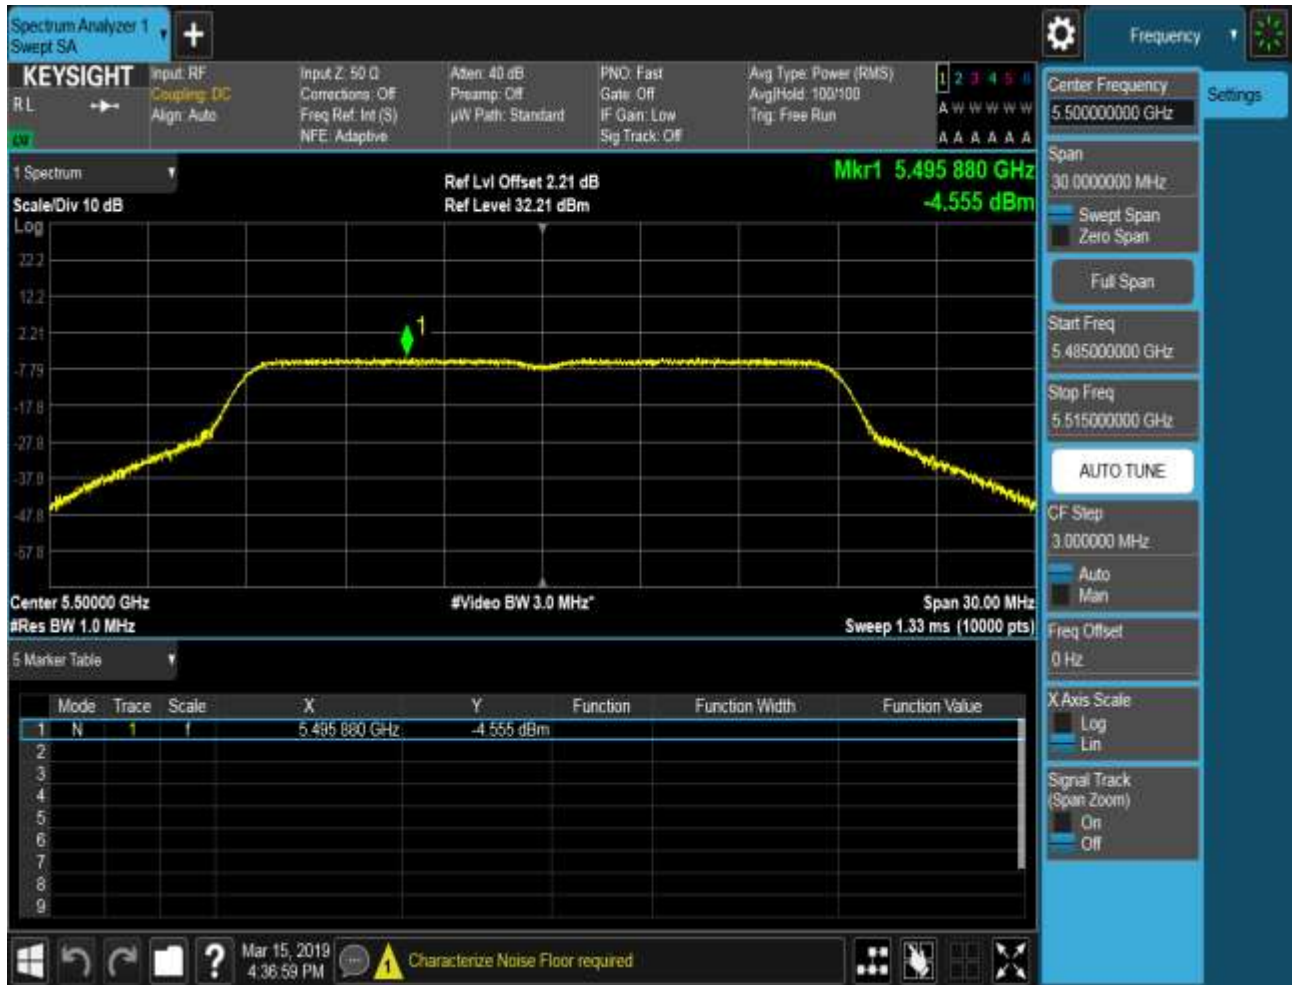 Spectrum Analyzer 1
Swept SA
+
Frequency
KEYSIGHT
RL
Input: RF
Coupling: DC
Align: Auto
Input Z: 50 Ω
Corrections: Off
Freq Ref: Int (S)
NFE: Adaptive
Atten: 40 dB
Preamp: Off
µW Path: Standard
PNO: Fast
Gate: Off
IF Gain: Low
Sig Track: Off
Avg Type: Power (RMS)
Avg|Hold: 100/100
Trig: Free Run
1 2 3 4 5 6
A W W W W W
A A A A A A
1 Spectrum
Scale/Div 10 dB
Ref Lvl Offset 2.21 dB
Ref Level 32.21 dBm
Mkr1 5.495 880 GHz
-4.555 dBm
Log
22.2
12.2
2.21
-7.79
-17.8
-27.8
-37.8
-47.8
-57.8
1
Center 5.50000 GHz
#Video BW 3.0 MHz*
Span 30.00 MHz
#Res BW 1.0 MHz
Sweep 1.33 ms (10000 pts)
5 Marker Table
Mode Trace Scale X Y Function Function Width Function Value
1 N 1 f 5.495 880 GHz -4.555 dBm
2
3
4
5
6
7
8
9
Mar 15, 2019
4:36:59 PM
Characterize Noise Floor required
Center Frequency
5.500000000 GHz
Settings
Span
30.0000000 MHz
Swept Span
Zero Span
Full Span
Start Freq
5.485000000 GHz
Stop Freq
5.515000000 GHz
AUTO TUNE
CF Step
3.000000 MHz
Auto
Man
Freq Offset
0 Hz
X Axis Scale
Log
Lin
Signal Track
(Span Zoom)
On
Off